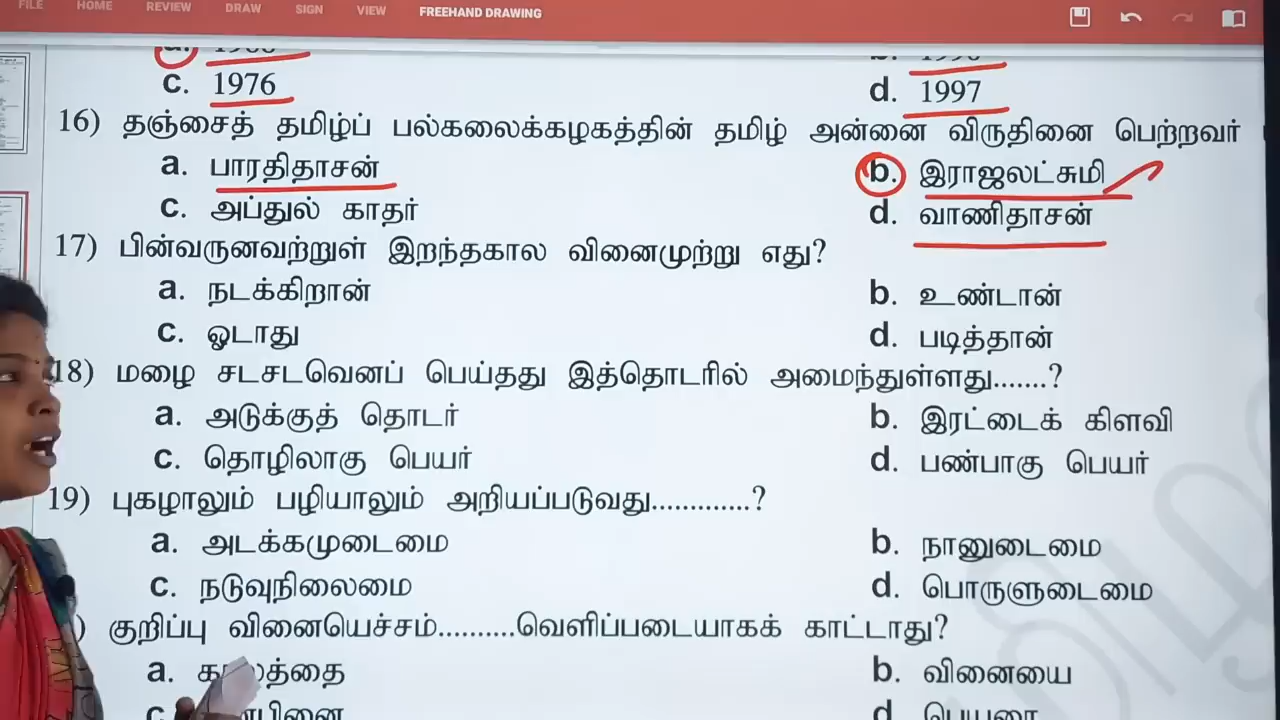 FILE HOME REVIEW DRAW SIGN VIEW FREEHAND DRAWING
c. 1976 d. 1997
16) தஞ்சைத் தமிழ்ப் பல்கலைக்கழகத்தின் தமிழ் அன்னை விருதினை பெற்றவர்
a. பாரதிதாசன் b. இராஜலட்சுமி
c. அப்துல் காதர் d. வாணிதாசன்
17) பின்வருனவற்றுள் இறந்தகால வினைமுற்று எது?
a. நடக்கிறான் b. உண்டான்
c. ஓடாது d. படித்தான்
18) மழை சடசடவெனப் பெய்தது இத்தொடரில் அமைந்துள்ளது.......?
a. அடுக்குத் தொடர் b. இரட்டைக் கிளவி
c. தொழிலாகு பெயர் d. பண்பாகு பெயர்
19) புகழாலும் பழியாலும் அறியப்படுவது.............?
a. அடக்கமுடைமை b. நானுடைமை
c. நடுவுநிலைமை d. பொருளுடைமை
) குறிப்பு வினையெச்சம்..........வெளிப்படையாகக் காட்டாது?
a. b. வினையை
c. d. பெயரை